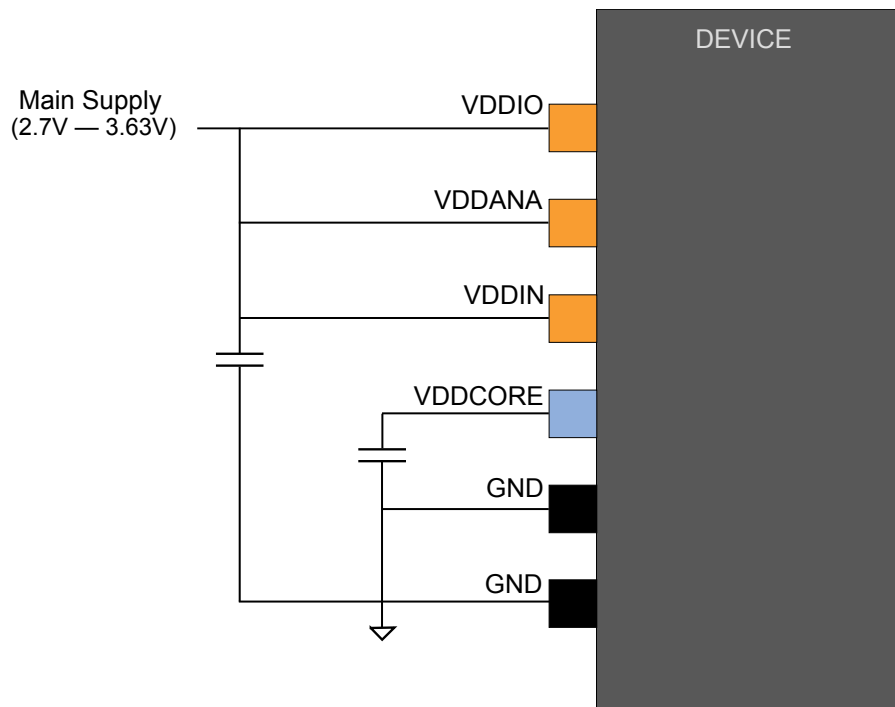 DEVICE
Main Supply
(2.7V — 3.63V)
VDDIO
VDDANA
VDDIN
VDDCORE
GND
GND